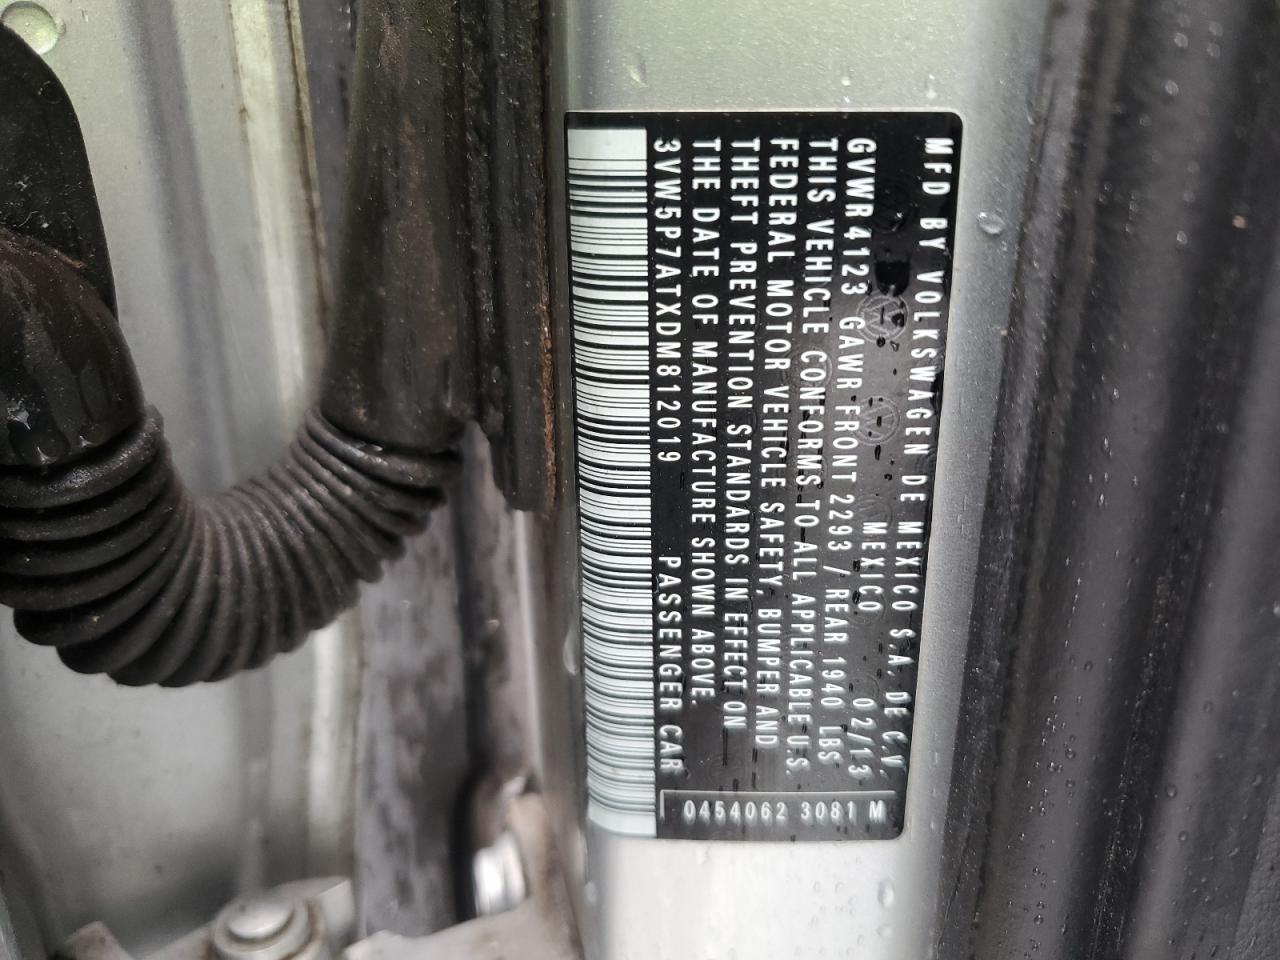 MFD BY VOLKSWAGEN DE MEXICO S.A. DE C.V.
MEXICO 02/13
GVWR 4123 GAWR FRONT 2293 / REAR 1940 LBS
THIS VEHICLE CONFORMS TO ALL APPLICABLE U.S.
FEDERAL MOTOR VEHICLE SAFETY, BUMPER AND
THEFT PREVENTION STANDARDS IN EFFECT ON
THE DATE OF MANUFACTURE SHOWN ABOVE.
3VW5P7ATXDM812019 PASSENGER CAR
0454062 3081 M